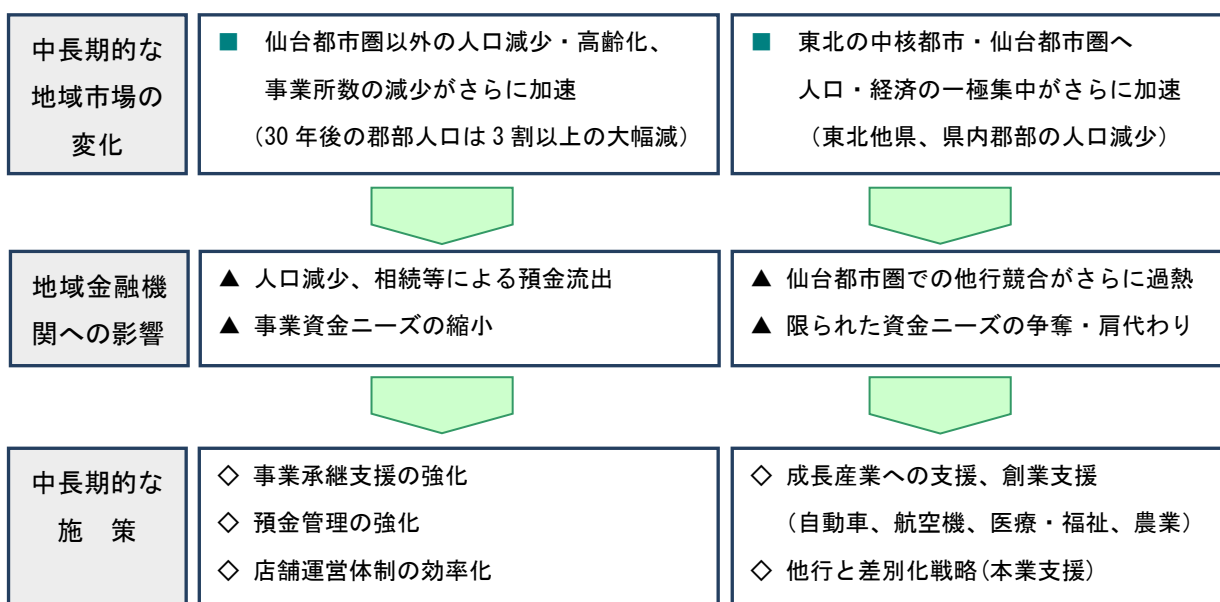 中長期的な
地域市場の
変化
■ 仙台都市圏以外の人口減少・高齢化、
事業所数の減少がさらに加速
（30 年後の郡部人口は 3 割以上の大幅減）
■ 東北の中核都市・仙台都市圏へ
人口・経済の一極集中がさらに加速
（東北他県、県内郡部の人口減少）
地域金融機
関への影響
▲ 人口減少、相続等による預金流出
▲ 事業資金ニーズの縮小
▲ 仙台都市圏での他行競合がさらに過熱
▲ 限られた資金ニーズの争奪・肩代わり
中長期的な
施　策
◇ 事業承継支援の強化
◇ 預金管理の強化
◇ 店舗運営体制の効率化
◇ 成長産業への支援、創業支援
（自動車、航空機、医療・福祉、農業）
◇ 他行と差別化戦略(本業支援)